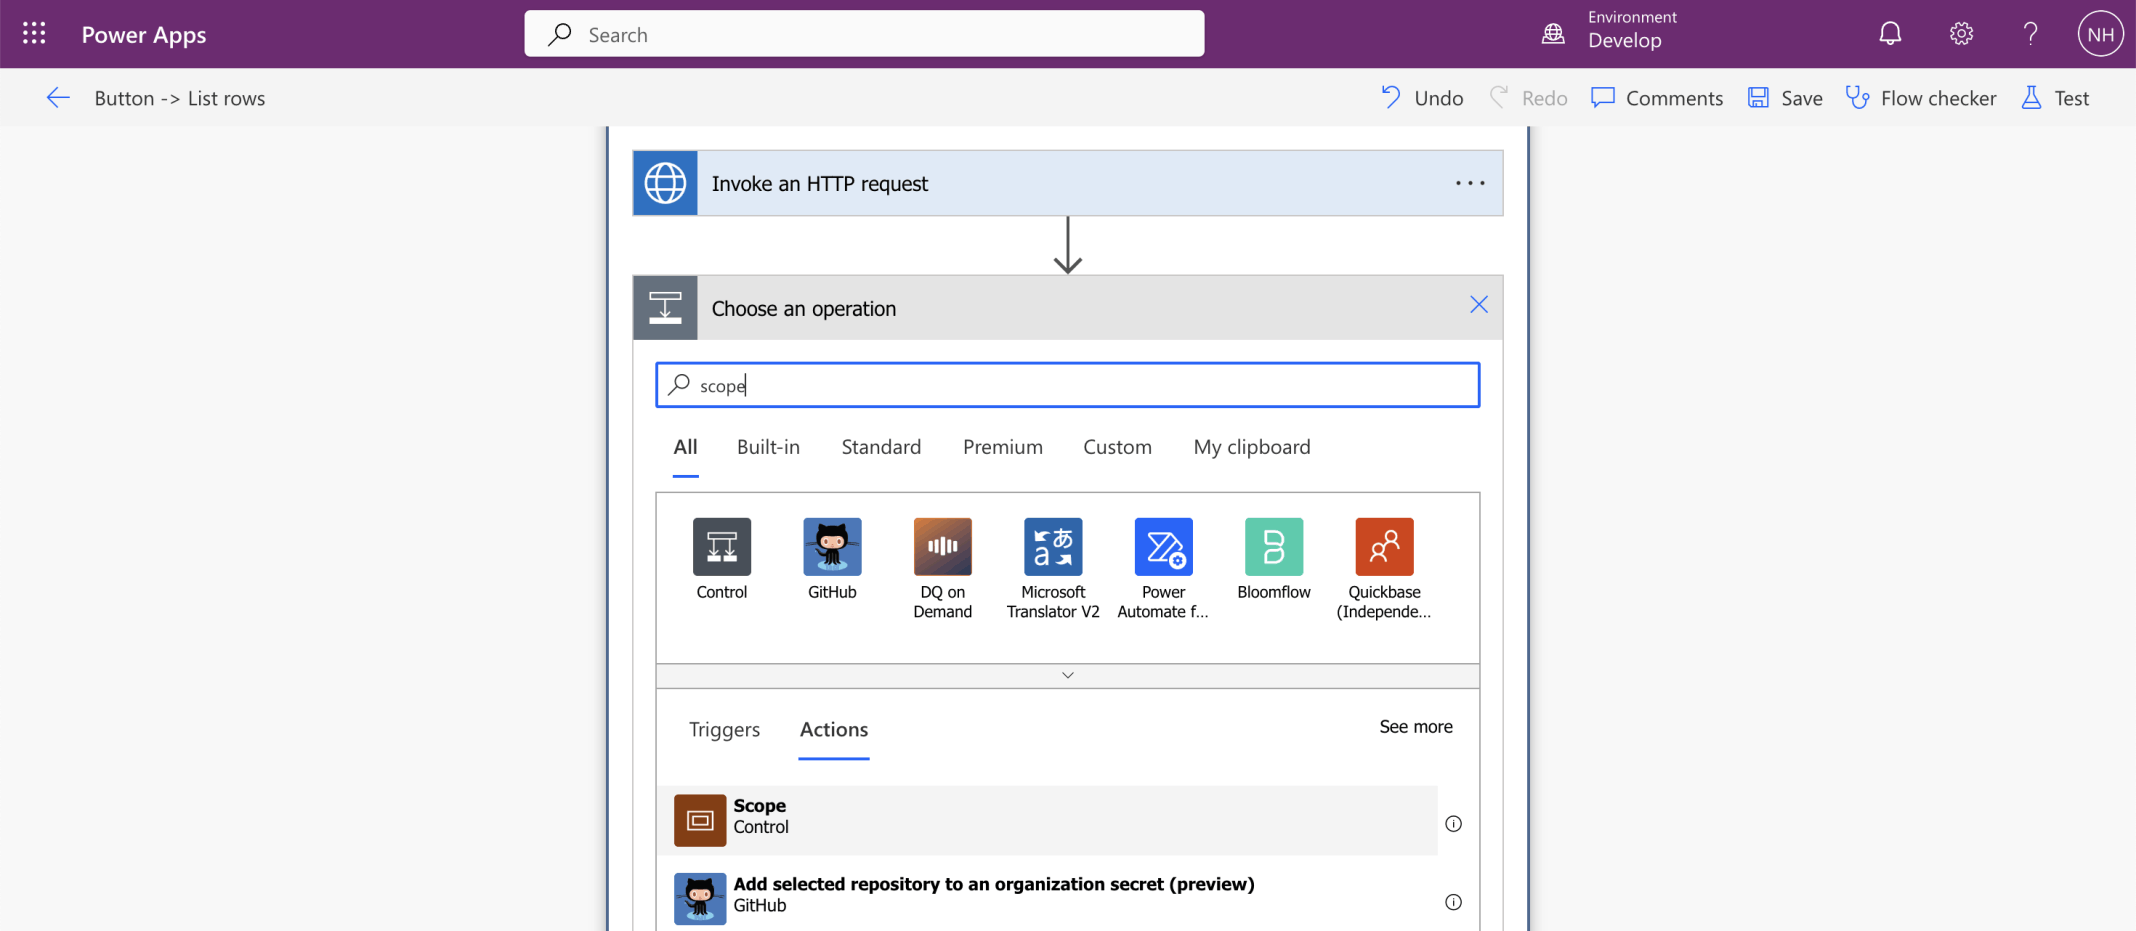 Power Apps
Search
Environment
Develop
NH
Button -> List rows
Undo
Redo
Comments
Save
Flow checker
Test
Invoke an HTTP request
Choose an operation
scope
All
Built-in
Standard
Premium
Custom
My clipboard
Control
GitHub
DQ on
Demand
Microsoft
Translator V2
Power
Automate f...
Bloomflow
Quickbase
(Independe...
Triggers
Actions
See more
Scope
Control
Add selected repository to an organization secret (preview)
GitHub